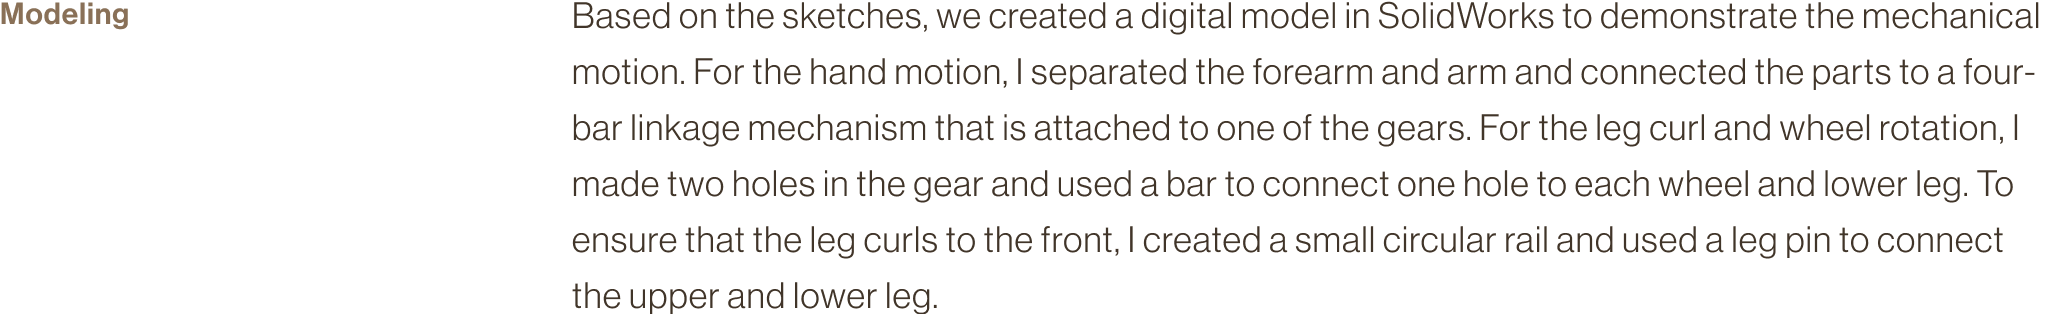 Modeling
Based on the sketches, we created a digital model in SolidWorks to demonstrate the mechanical
motion. For the hand motion, I separated the forearm and arm and connected the parts to a four-
bar linkage mechanism that is attached to one of the gears. For the leg curl and wheel rotation, I
made two holes in the gear and used a bar to connect one hole to each wheel and lower leg. To
ensure that the leg curls to the front, I created a small circular rail and used a leg pin to connect
the upper and lower leg.